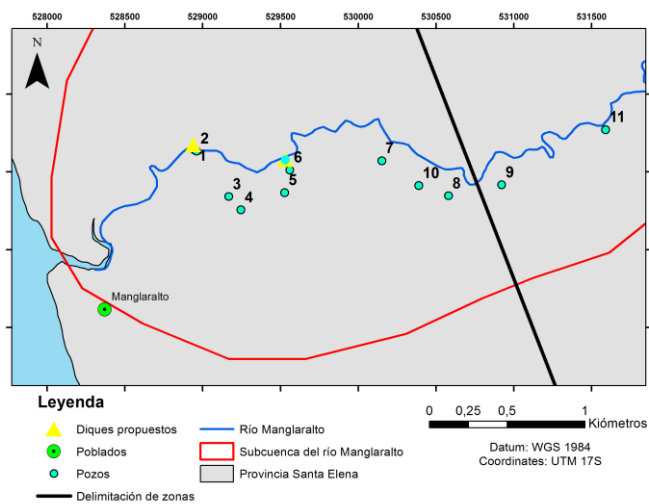 528000 528500 529000 529500 530000 530500 531000 531500
N
2
1
6
5
3
4
7
10
8
9
11
Manglaralto
Leyenda
Diques propuestos
Poblados
Pozos
Delimitación de zonas
Río Manglaralto
Subcuenca del río Manglaralto
Provincia Santa Elena
0 0,25 0,5 1
Kiómetros
Datum: WGS 1984
Coordinates: UTM 17S